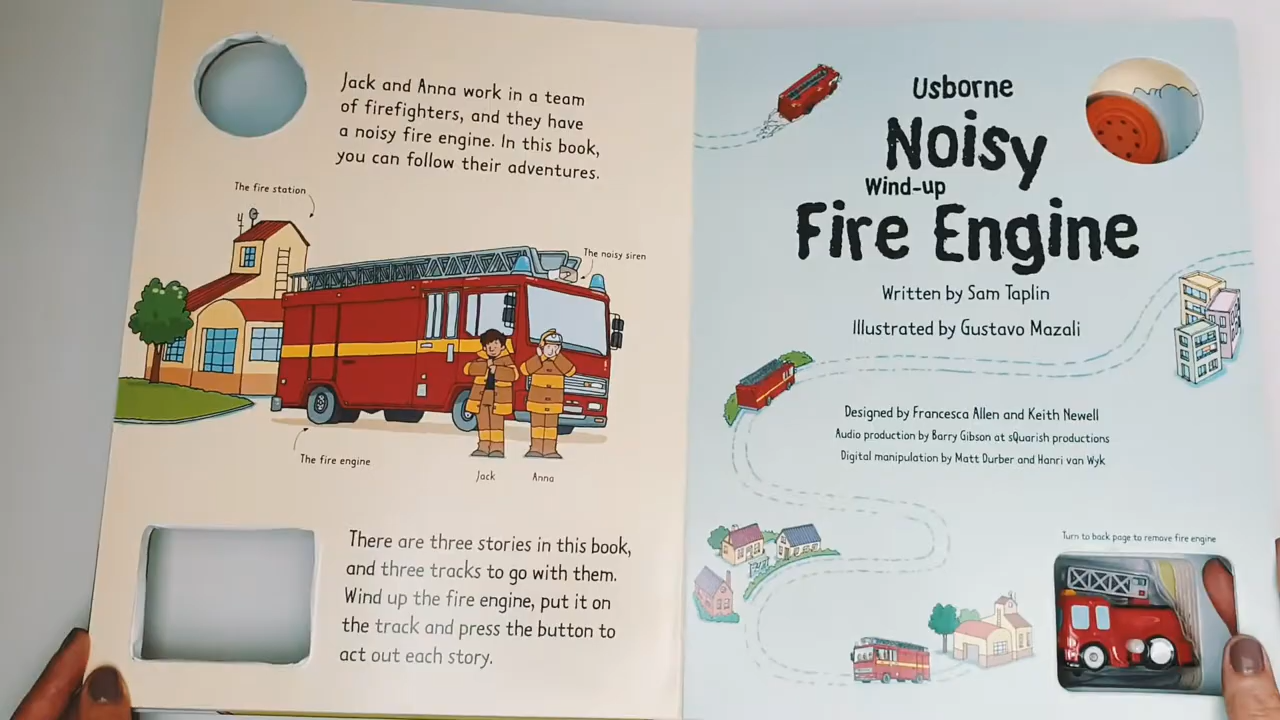 Jack and Anna work in a team
of firefighters, and they have
a noisy fire engine. In this book,
you can follow their adventures.
The fire station
The noisy siren
The fire engine
Jack
Anna
There are three stories in this book,
and three tracks to go with them.
Wind up the fire engine, put it on
the track and press the button to
act out each story.
Usborne
Noisy
Wind-up
Fire Engine
Written by Sam Taplin
Illustrated by Gustavo Mazali
Designed by Francesca Allen and Keith Newell
Audio production by Barry Gibson at sQuarish productions
Digital manipulation by Matt Durber and Hanri van Wyk
Turn to back page to remove fire engine